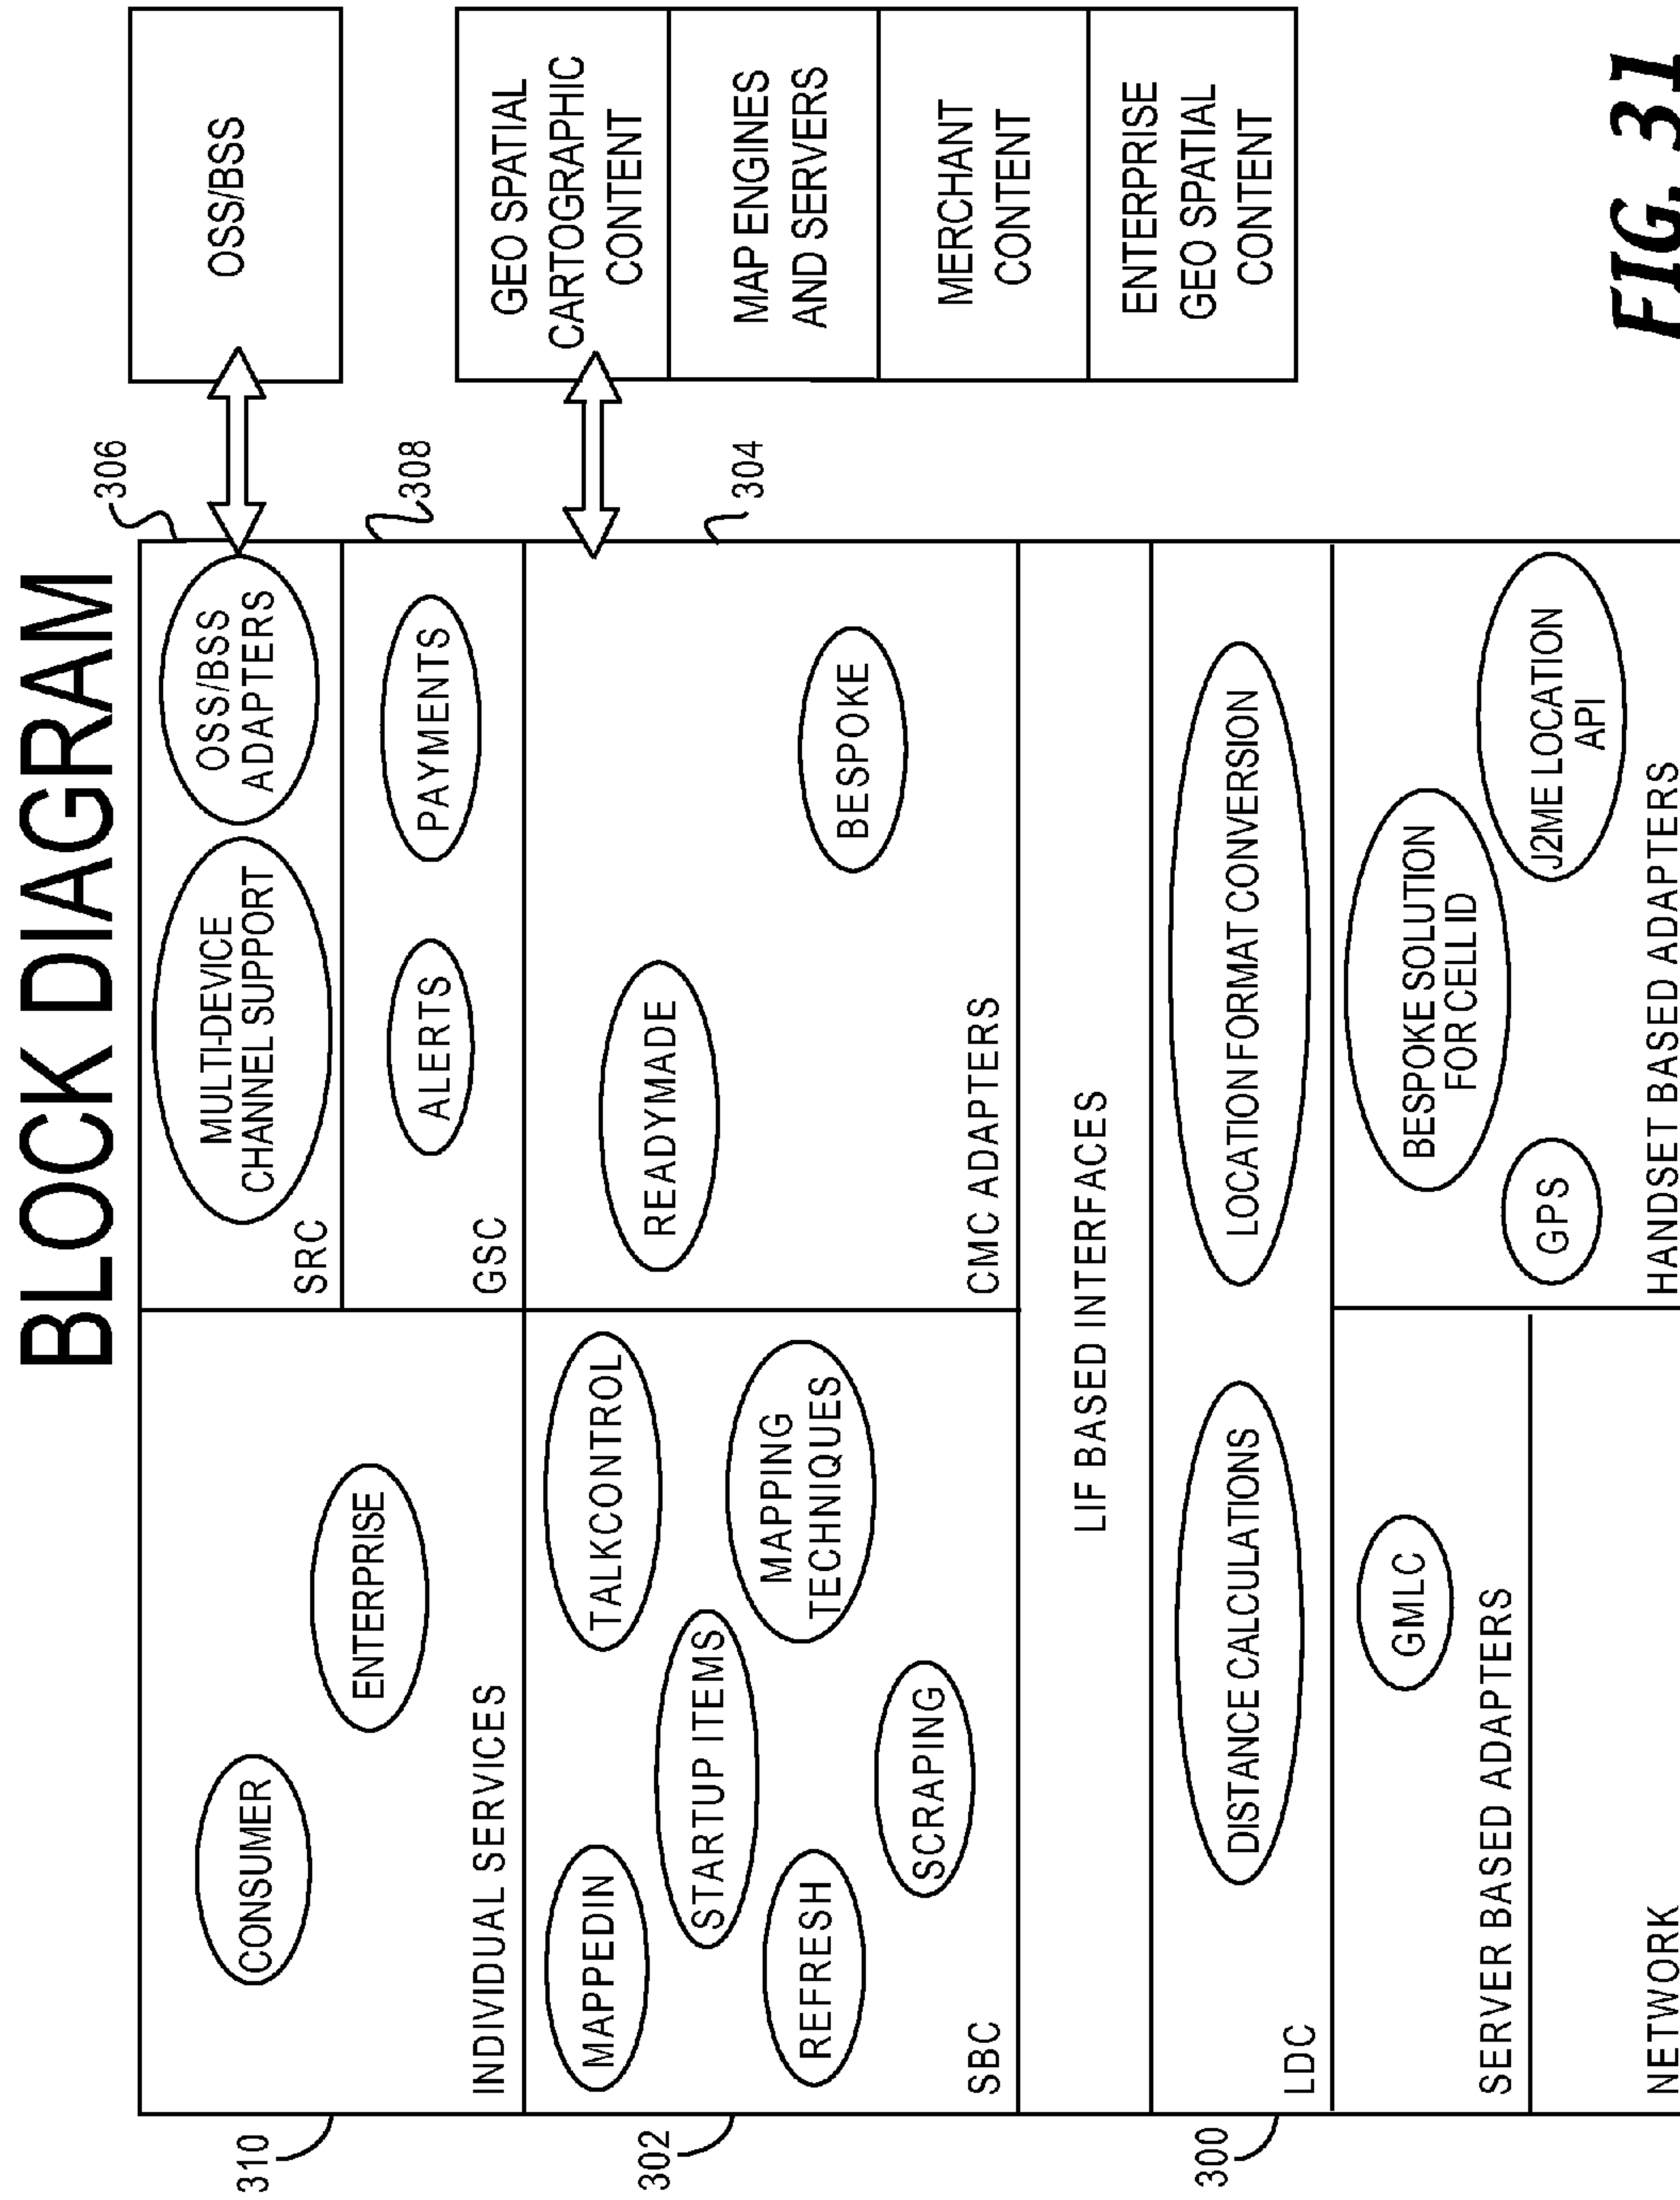 BLOCK DIAGRAM
310
CONSUMER
ENTERPRISE
INDIVIDUAL SERVICES
MULTI-DEVICE
CHANNEL SUPPORT
OSS/BSS
ADAPTERS
SRC
306
OSS/BSS
ALERTS
PAYMENTS
GSC
308
302
MAPPEDIN
TALKCONTROL
STARTUP ITEMS
MAPPING
TECHNIQUES
REFRESH
SCRAPING
SBC
READYMADE
BESPOKE
CMC ADAPTERS
304
GEO SPATIAL
CARTOGRAPHIC
CONTENT
MAP ENGINES
AND SERVERS
MERCHANT
CONTENT
ENTERPRISE
GEO SPATIAL
CONTENT
LIF BASED INTERFACES
300
DISTANCE CALCULATIONS
LOCATION FORMAT CONVERSION
LDC
GMLC
SERVER BASED ADAPTERS
NETWORK
BESPOKE SOLUTION
FOR CELL ID
GPS
J2ME LOCATION
API
HANDSET BASED ADAPTERS
FIG. 31